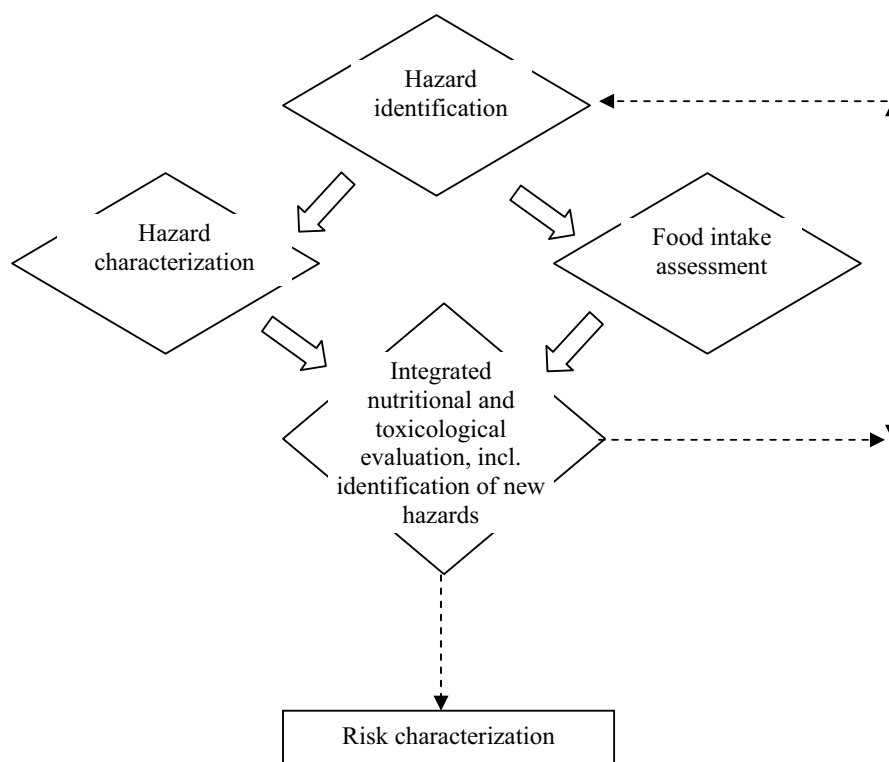 Hazard
identification
Hazard
characterization
Food intake
assessment
Integrated
nutritional and
toxicological
evaluation, incl.
identification of new
hazards
Risk characterization